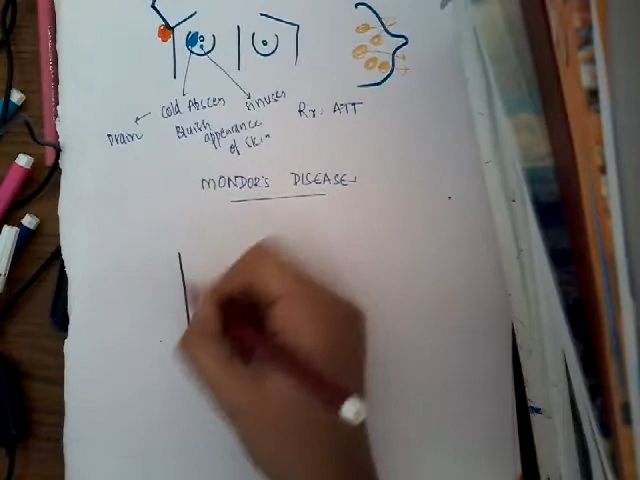 cold Abscess sinuses
Drain Bluish appearance of skin
Rx: ATT
MONDOR'S DISEASE